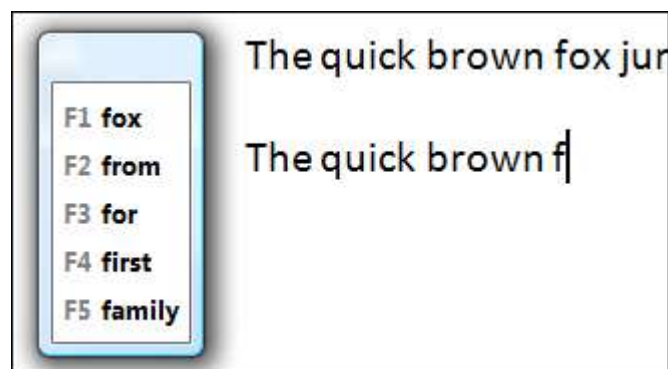 F1 fox
F2 from
F3 for
F4 first
F5 family
The quick brown fox
The quick brown f